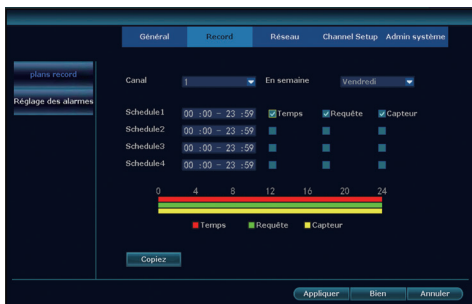 Général Record Réseau Channel Setup Admin système
plans record
Réglage des alarmes
Canal 1 En semaine Vendredi
Schedule1 00 :00 - 23 :59 Temps Requête Capteur
Schedule2 00 :00 - 23 :59
Schedule3 00 :00 - 23 :59
Schedule4 00 :00 - 23 :59
0 4 8 12 16 20 24
Temps Requête Capteur
Copiez
Appliquer Bien Annuler